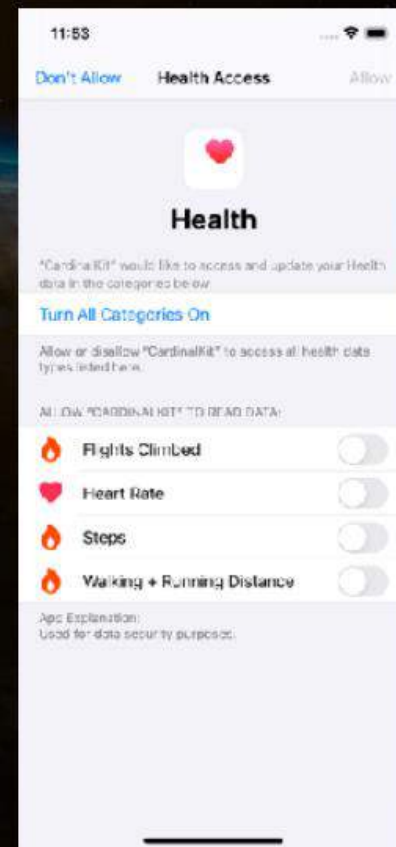 11:53
Don't Allow Health Access Allow
Health
"CardinalKit" would like to access and update your Health
data in the categories below
Turn All Categories On
Allow or disallow "CardinalKit" to access all health data
types listed here.
ALLOW "CARDINALKIT" TO READ DATA:
Flights Climbed
Heart Rate
Steps
Walking + Running Distance
App Explanation:
Used for data security purposes.